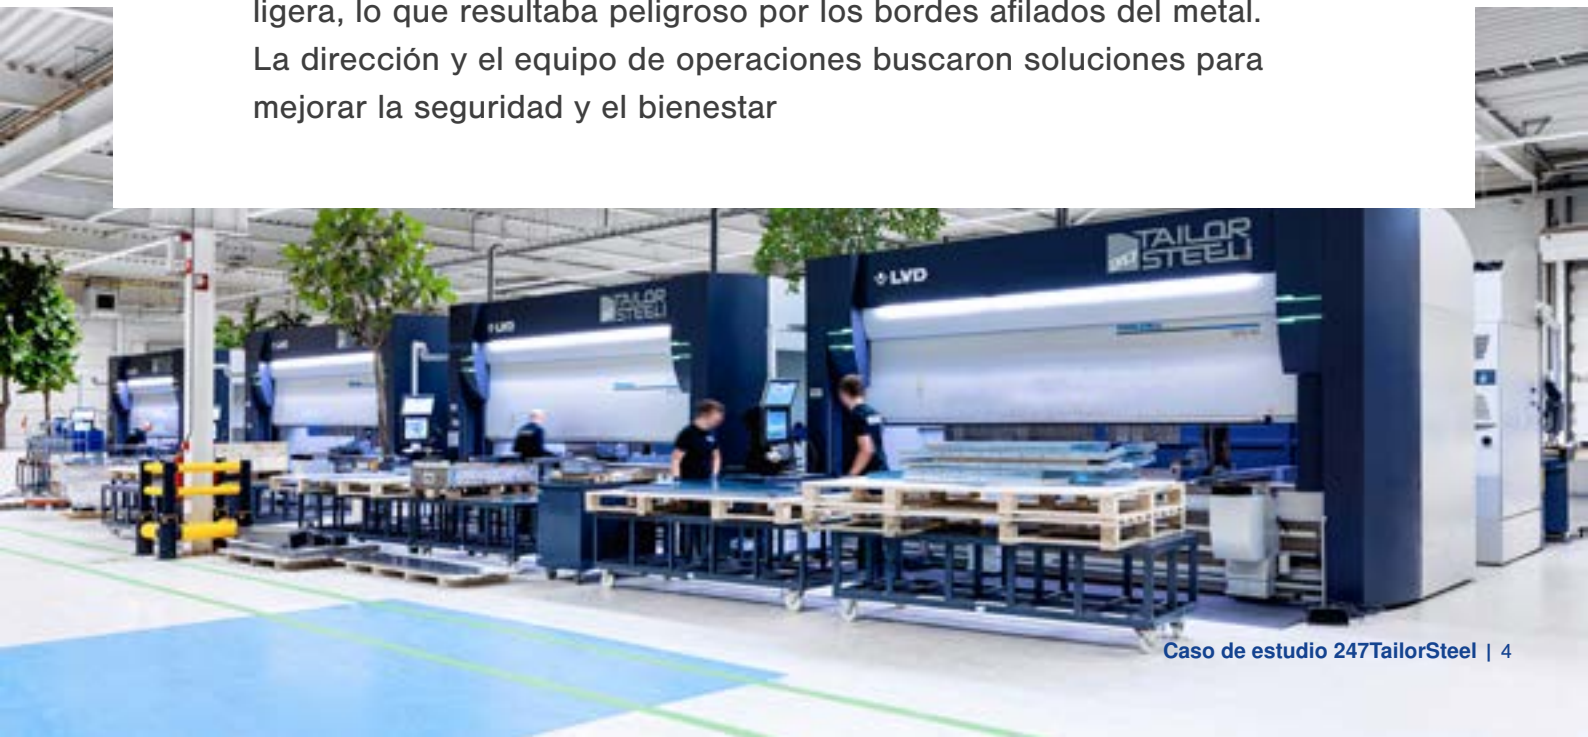 ligera, lo que resultaba peligroso por los bordes afilados del metal.
La dirección y el equipo de operaciones buscaron soluciones para
mejorar la seguridad y el bienestar
TAILOR
STEEL
LVD
TAILOR
STEEL
LVD
Caso de estudio 247TailorSteel | 4